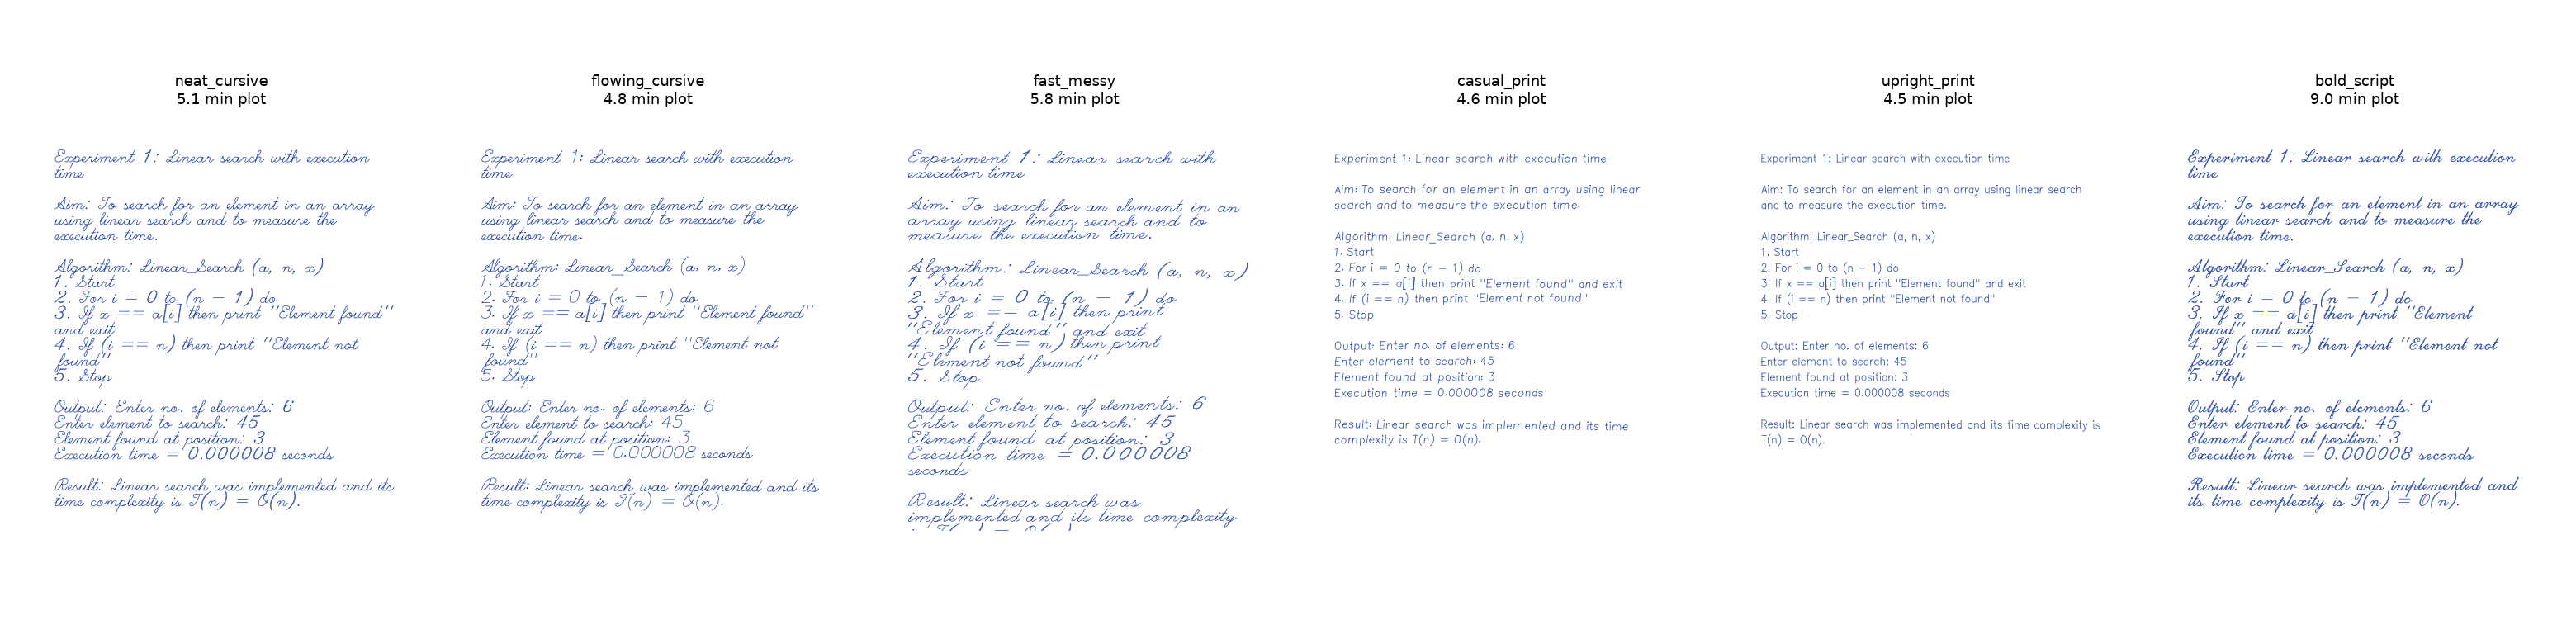 neat_cursive
5.1 min plot
Experiment 1: Linear search with execution
time
Aim: To search for an element in an array
using linear search and to measure the
execution time.
Algorithm: Linear_Search (a, n, x)
1. Start
2. For i = 0 to (n - 1) do
3. If x == a[i] then print "Element found"
and exit
4. If (i == n) then print "Element not
found"
5. Stop
Output: Enter no. of elements: 6
Enter element to search: 45
Element found at position: 3
Execution time = 0.000008 seconds
Result: Linear search was implemented and its
time complexity is T(n) = O(n).
flowing_cursive
4.8 min plot
Experiment 1: Linear search with execution
time
Aim: To search for an element in an array
using linear search and to measure the
execution time.
Algorithm: Linear_Search (a, n, x)
1. Start
2. For i = 0 to (n - 1) do
3. If x == a[i] then print "Element found"
and exit
4. If (i == n) then print "Element not
found"
5. Stop
Output: Enter no. of elements: 6
Enter element to search: 45
Element found at position: 3
Execution time = 0.000008 seconds
Result: Linear search was implemented and its
time complexity is T(n) = O(n).
fast_messy
5.8 min plot
Experiment 1: Linear search with
execution time
Aim: To search for an element in an
array using linear search and to
measure the execution time.
Algorithm: Linear_Search (a, n, x)
1. Start
2. For i = 0 to (n - 1) do
3. If x == a[i] then print
"Element found" and exit
4. If (i == n) then print
"Element not found"
5. Stop
Output: Enter no. of elements: 6
Enter element to search: 45
Element found at position: 3
Execution time = 0.000008
seconds
Result: Linear search was
implemented and its time complexity
casual_print
4.6 min plot
Experiment 1: Linear search with execution time
Aim: To search for an element in an array using linear
search and to measure the execution time.
Algorithm: Linear_Search (a, n, x)
1. Start
2. For i = 0 to (n - 1) do
3. If x == a[i] then print "Element found" and exit
4. If (i == n) then print "Element not found"
5. Stop
Output: Enter no. of elements: 6
Enter element to search: 45
Element found at position: 3
Execution time = 0.000008 seconds
Result: Linear search was implemented and its time
complexity is T(n) = O(n).
upright_print
4.5 min plot
Experiment 1: Linear search with execution time
Aim: To search for an element in an array using linear search
and to measure the execution time.
Algorithm: Linear_Search (a, n, x)
1. Start
2. For i = 0 to (n - 1) do
3. If x == a[i] then print "Element found" and exit
4. If (i == n) then print "Element not found"
5. Stop
Output: Enter no. of elements: 6
Enter element to search: 45
Element found at position: 3
Execution time = 0.000008 seconds
Result: Linear search was implemented and its time complexity is
T(n) = O(n).
bold_script
9.0 min plot
Experiment 1: Linear search with execution
time
Aim: To search for an element in an array
using linear search and to measure the
execution time.
Algorithm: Linear_Search (a, n, x)
1. Start
2. For i = 0 to (n - 1) do
3. If x == a[i] then print "Element
found" and exit
4. If (i == n) then print "Element not
found"
5. Stop
Output: Enter no. of elements: 6
Enter element to search: 45
Element found at position: 3
Execution time = 0.000008 seconds
Result: Linear search was implemented and
its time complexity is T(n) = O(n).